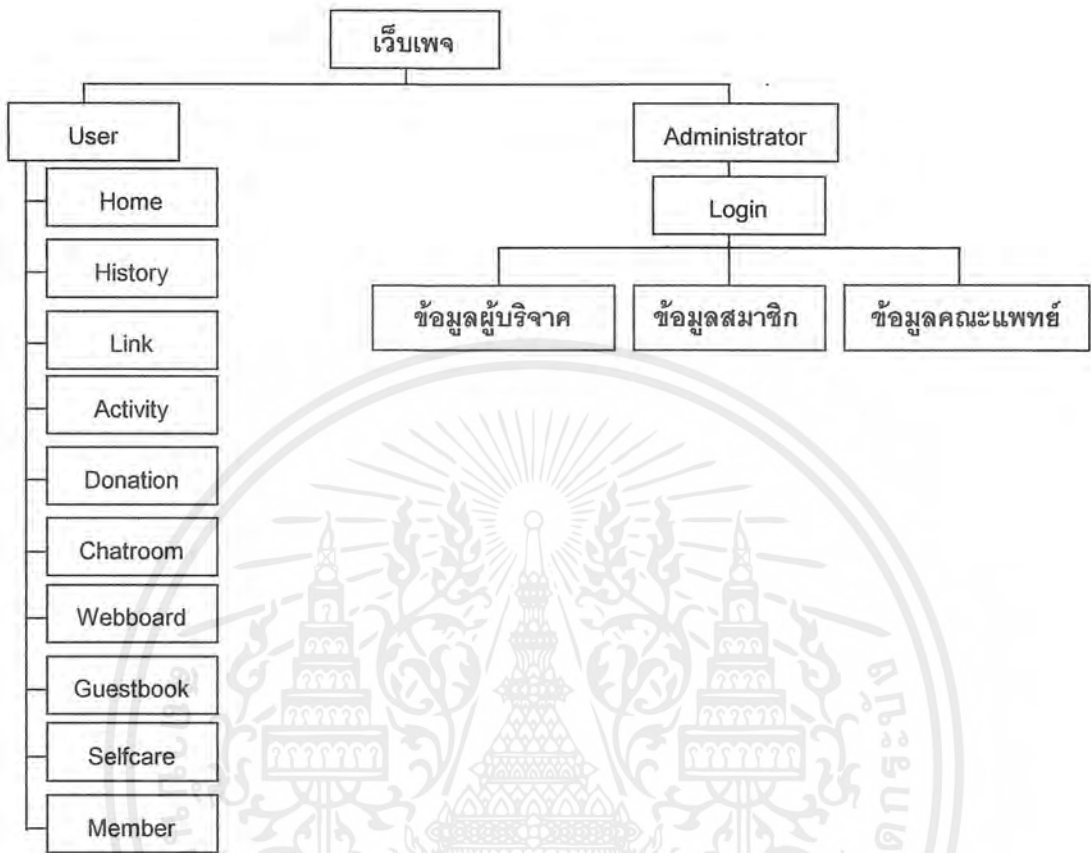 เว็บเพจ
User
Administrator
Home
Login
History
ข้อมูลผู้บริจาค
ข้อมูลสมาชิก
ข้อมูลคณะแพทย์
Link
Activity
Donation
Chatroom
Webboard
Guestbook
Selfcare
Member